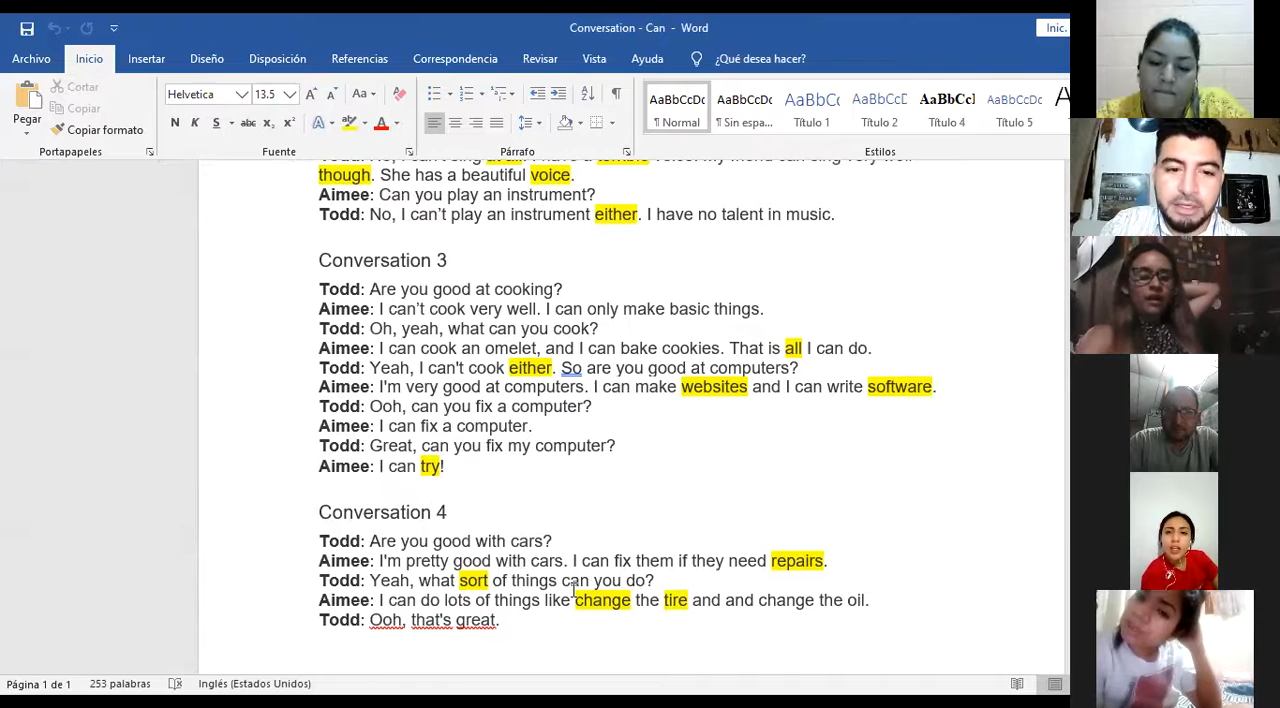 Conversation - Can - Word
Inic.
Archivo Inicio Insertar Diseño Disposición Referencias Correspondencia Revisar Vista Ayuda ¿Qué desea hacer?
Pegar
Cortar
Copiar
Copiar formato
Portapapeles
Helvetica 13.5
N K S abc x₂ x²
Fuente
Párrafo
AaBbCcDc AaBbCcDc AaBbCcD AaBbCcD AaBbCcI AaBbCcD
¶ Normal ¶ Sin espa... Título 1 Título 2 Título 4 Título 5
Estilos
though. She has a beautiful voice.
Aimee: Can you play an instrument?
Todd: No, I can’t play an instrument either. I have no talent in music.
Conversation 3
Todd: Are you good at cooking?
Aimee: I can’t cook very well. I can only make basic things.
Todd: Oh, yeah, what can you cook?
Aimee: I can cook an omelet, and I can bake cookies. That is all I can do.
Todd: Yeah, I can't cook either. So are you good at computers?
Aimee: I'm very good at computers. I can make websites and I can write software.
Todd: Ooh, can you fix a computer?
Aimee: I can fix a computer.
Todd: Great, can you fix my computer?
Aimee: I can try!
Conversation 4
Todd: Are you good with cars?
Aimee: I'm pretty good with cars. I can fix them if they need repairs.
Todd: Yeah, what sort of things can you do?
Aimee: I can do lots of things like change the tire and and change the oil.
Todd: Ooh, that's great.
Página 1 de 1 253 palabras Inglés (Estados Unidos)